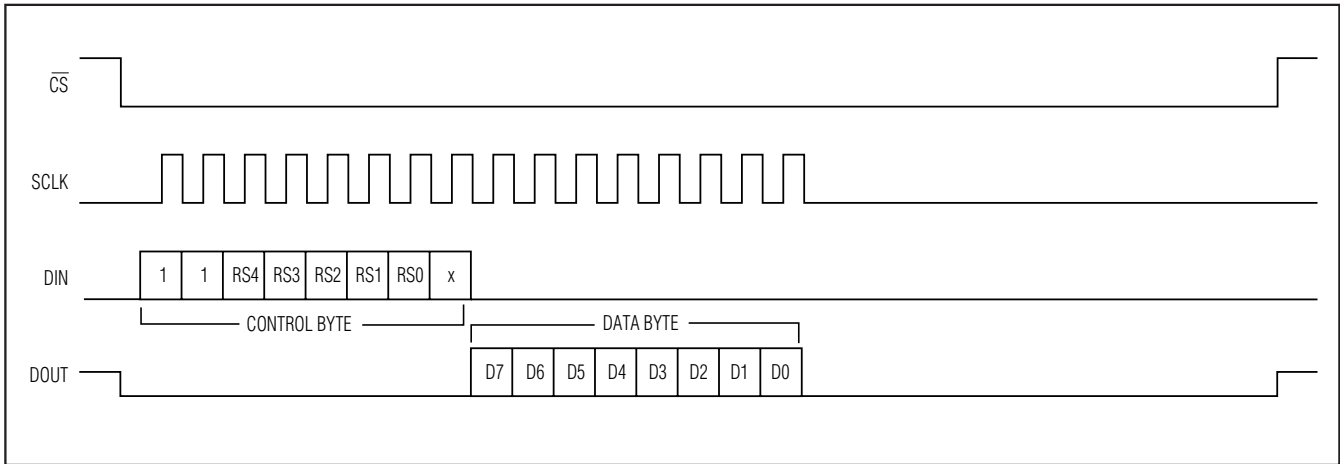 C̅S̅
SCLK
DIN 1 1 RS4 RS3 RS2 RS1 RS0 x
CONTROL BYTE DATA BYTE
DOUT D7 D6 D5 D4 D3 D2 D1 D0